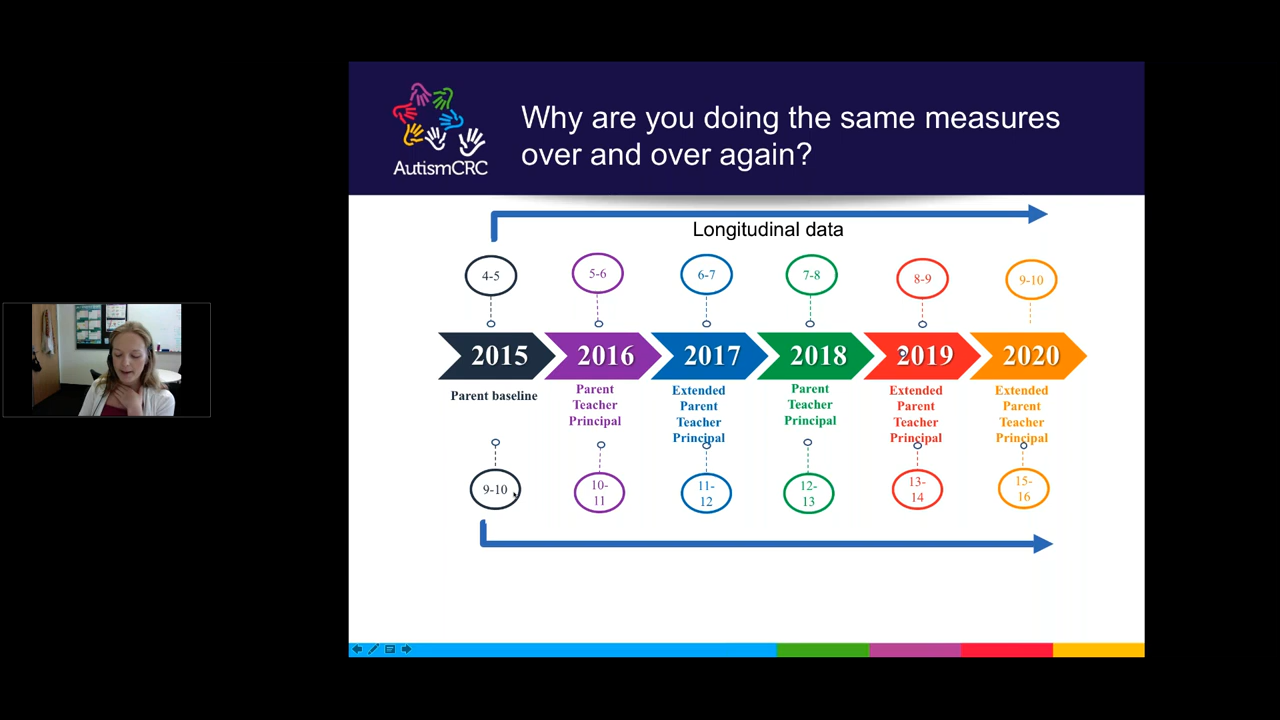 AutismCRC
Why are you doing the same measures
over and over again?
Longitudinal data
4-5
5-6
6-7
7-8
8-9
9-10
2015
2016
2017
2018
2019
2020
Parent baseline
Parent
Teacher
Principal
Extended
Parent
Teacher
Principal
Parent
Teacher
Principal
Extended
Parent
Teacher
Principal
Extended
Parent
Teacher
Principal
9-10
10-
11
11-
12
12-
13
13-
14
15-
16